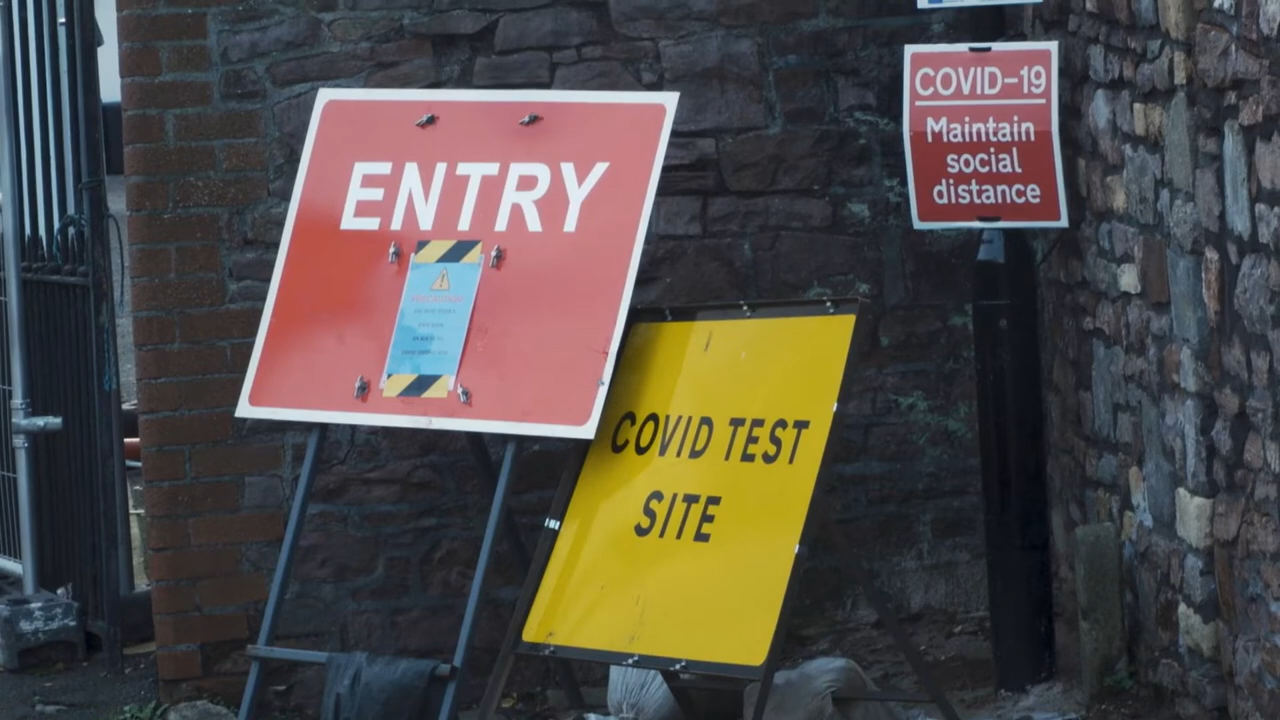 ENTRY
COVID TEST
SITE
COVID-19
Maintain
social
distance